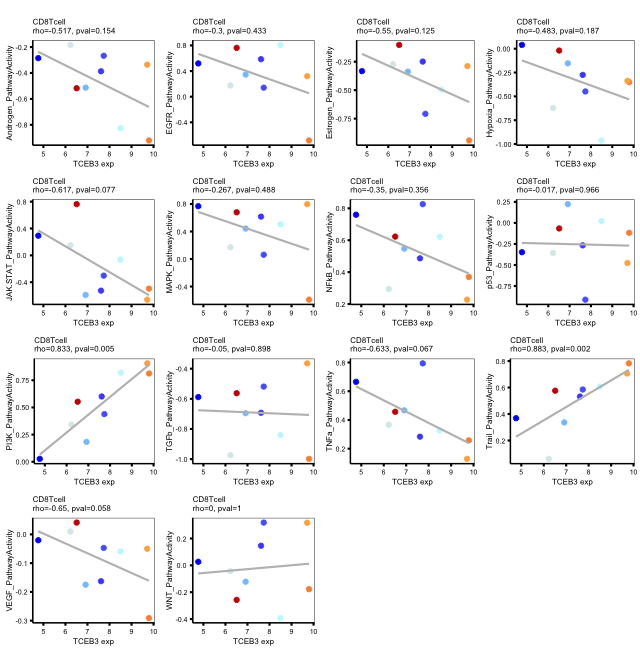 CD8Tcell
rho=-0.517, pval=0.154
Androgen_PathwayActivity
-0.2
-0.4
-0.6
-0.8
5 6 7 8 9 10
TCEB3 exp
CD8Tcell
rho=-0.3, pval=0.433
EGFR_PathwayActivity
0.8
0.4
0.0
-0.4
5 6 7 8 9 10
TCEB3 exp
CD8Tcell
rho=-0.55, pval=0.125
Estrogen_PathwayActivity
-0.25
-0.50
-0.75
5 6 7 8 9 10
TCEB3 exp
CD8Tcell
rho=-0.483, pval=0.187
Hypoxia_PathwayActivity
0.00
-0.25
-0.50
-0.75
-1.00
5 6 7 8 9 10
TCEB3 exp
CD8Tcell
rho=-0.617, pval=0.077
JAK.STAT_PathwayActivity
0.8
0.4
0.0
-0.4
5 6 7 8 9 10
TCEB3 exp
CD8Tcell
rho=-0.267, pval=0.488
MAPK_PathwayActivity
0.8
0.4
0.0
-0.4
5 6 7 8 9 10
TCEB3 exp
CD8Tcell
rho=-0.35, pval=0.356
NFkB_PathwayActivity
0.8
0.6
0.4
0.2
5 6 7 8 9 10
TCEB3 exp
CD8Tcell
rho=-0.017, pval=0.966
p53_PathwayActivity
0.25
0.00
-0.25
-0.50
-0.75
5 6 7 8 9 10
TCEB3 exp
CD8Tcell
rho=0.833, pval=0.005
PI3K_PathwayActivity
0.75
0.50
0.25
0.00
5 6 7 8 9 10
TCEB3 exp
CD8Tcell
rho=-0.05, pval=0.898
TGFb_PathwayActivity
-0.4
-0.6
-0.8
-1.0
5 6 7 8 9 10
TCEB3 exp
CD8Tcell
rho=-0.633, pval=0.067
TNFa_PathwayActivity
0.8
0.6
0.4
0.2
5 6 7 8 9 10
TCEB3 exp
CD8Tcell
rho=0.883, pval=0.002
Trail_PathwayActivity
0.8
0.6
0.4
0.2
5 6 7 8 9 10
TCEB3 exp
CD8Tcell
rho=-0.65, pval=0.058
VEGF_PathwayActivity
0.0
-0.1
-0.2
-0.3
5 6 7 8 9 10
TCEB3 exp
CD8Tcell
rho=0, pval=1
WNT_PathwayActivity
0.2
0.0
-0.2
-0.4
5 6 7 8 9 10
TCEB3 exp